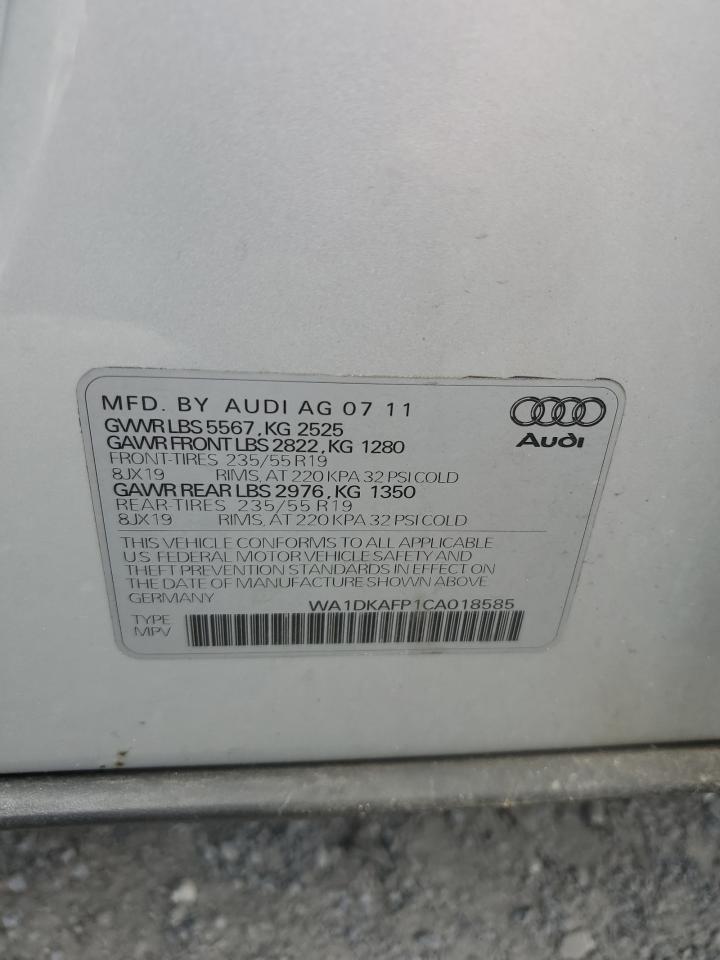 MFD. BY AUDI AG 07 11
GWVR LBS 5567, KG 2525
GAWR FRONT LBS 2822, KG 1280
FRONT-TIRES 235/55 R19
8JX19 RIMS, AT 220 KPA 32 PSI COLD
GAWR REAR LBS 2976, KG 1350
REAR-TIRES 235/55 R19
8JX19 RIMS, AT 220 KPA 32 PSI COLD
Audi
THIS VEHICLE CONFORMS TO ALL APPLICABLE
U.S. FEDERAL MOTOR VEHICLE SAFETY AND
THEFT PREVENTION STANDARDS IN EFFECT ON
THE DATE OF MANUFACTURE SHOWN ABOVE
GERMANY WA1DKAFP1CA018585
TYPE
MPV